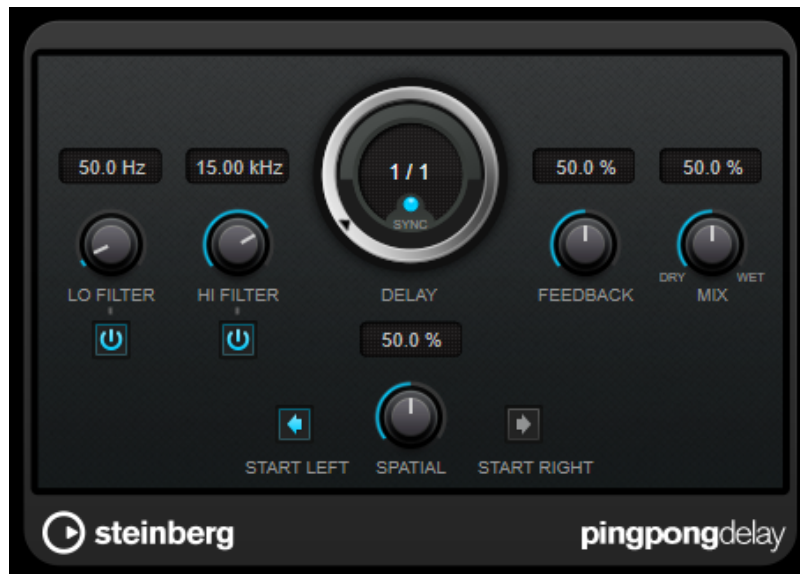 50.0 Hz 15.00 kHz 1 / 1 50.0 % 50.0 %
SYNC
DRY WET
LO FILTER HI FILTER DELAY FEEDBACK MIX
50.0 %
START LEFT SPATIAL START RIGHT
steinberg pingpongdelay